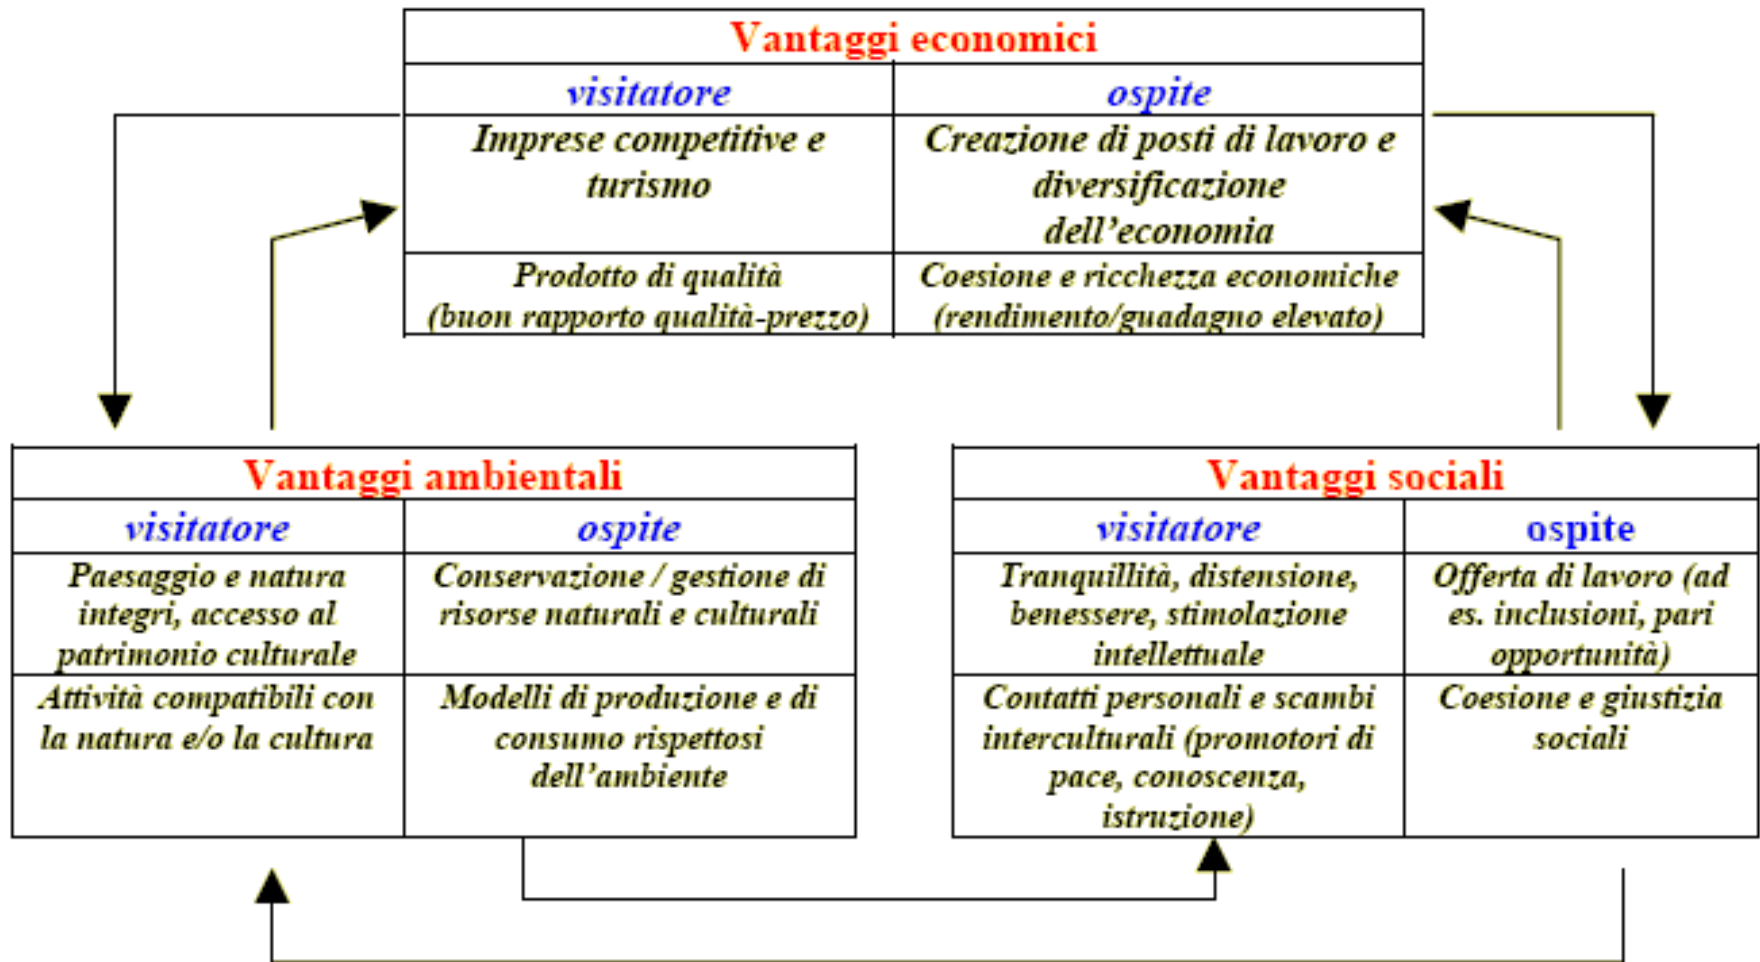 Vantaggi economici
visitatore
ospite
Imprese competitive e
turismo
Creazione di posti di lavoro e
diversificazione
dell'economia
Prodotto di qualità
(buon rapporto qualità-prezzo)
Coesione e ricchezza economiche
(rendimento/guadagno elevato)
Vantaggi ambientali
visitatore
ospite
Paesaggio e natura
integri, accesso al
patrimonio culturale
Conservazione / gestione di
risorse naturali e culturali
Attività compatibili con
la natura e/o la cultura
Modelli di produzione e di
consumo rispettosi
dell'ambiente
Vantaggi sociali
visitatore
ospite
Tranquillità, distensione,
benessere, stimolazione
intellettuale
Offerta di lavoro (ad
es. inclusioni, pari
opportunità)
Contatti personali e scambi
interculturali (promotori di
pace, conoscenza,
istruzione)
Coesione e giustizia
sociali